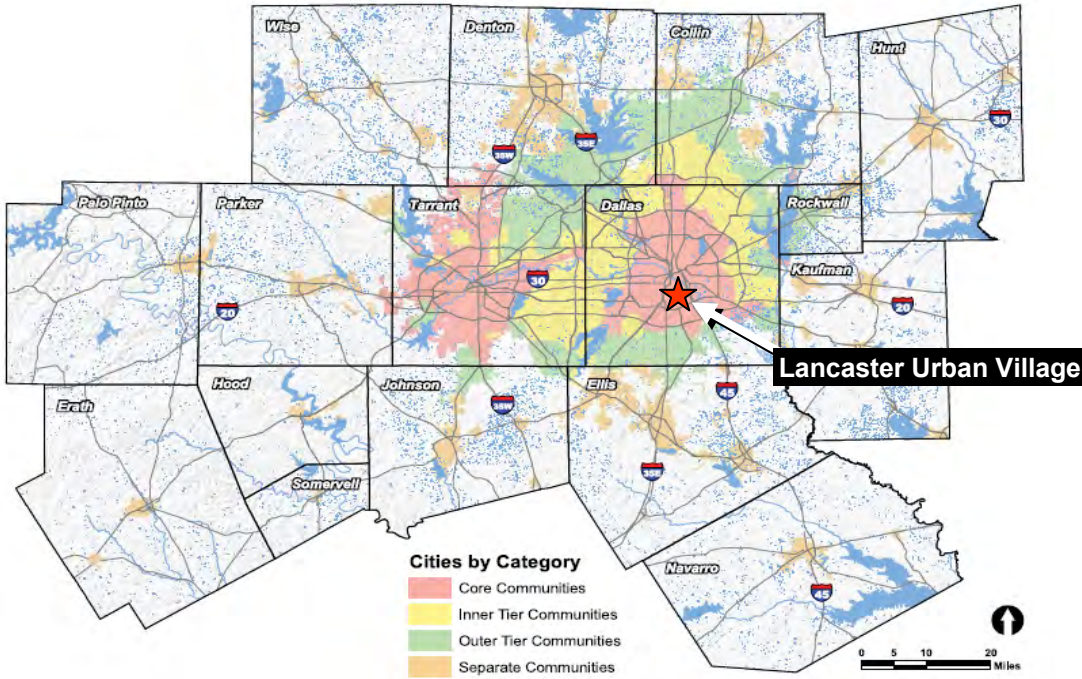 Wise
Denton
Collin
Hunt
30
35E
35W
Palo Pinto
Parker
Tarrant
Dallas
Rockwall
Kaufman
30
20
20
Lancaster Urban Village
Hood
Johnson
Ellis
45
Erath
35W
35E
Somervell
Navarro
45
Cities by Category
Core Communities
Inner Tier Communities
Outer Tier Communities
Separate Communities
0 5 10 20
Miles